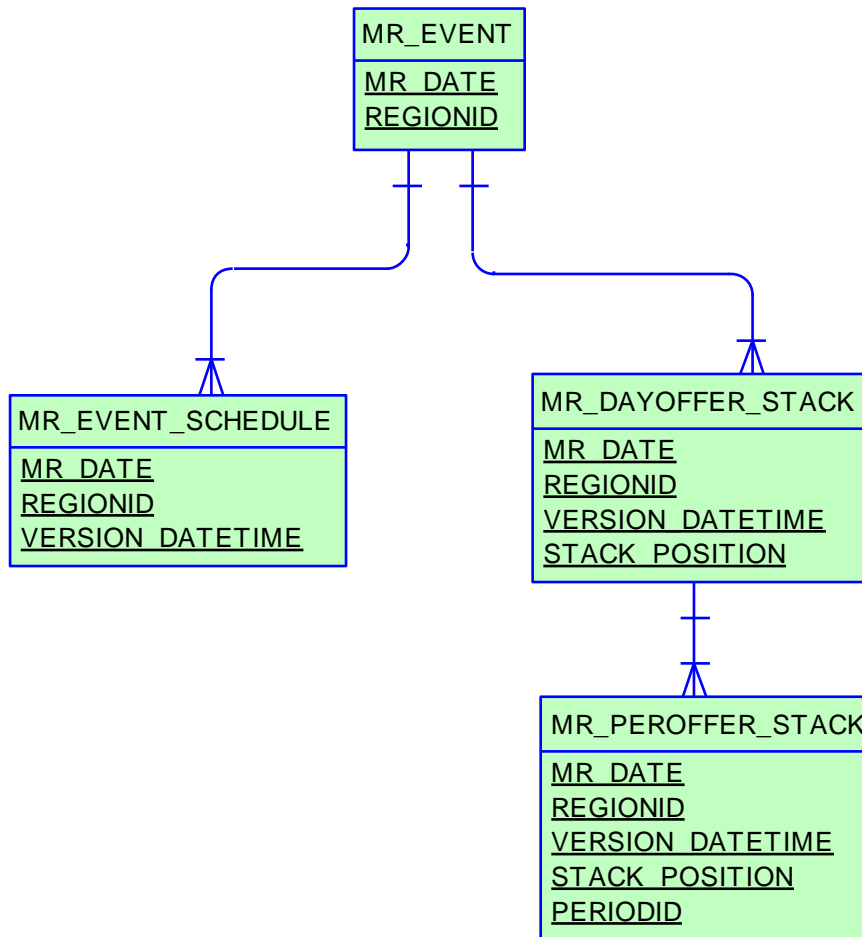 MR_EVENT
MR_DATE
REGIONID
MR_EVENT_SCHEDULE
MR_DATE
REGIONID
VERSION_DATETIME
MR_DAYOFFER_STACK
MR_DATE
REGIONID
VERSION_DATETIME
STACK_POSITION
MR_PEROFFER_STACK
MR_DATE
REGIONID
VERSION_DATETIME
STACK_POSITION
PERIODID